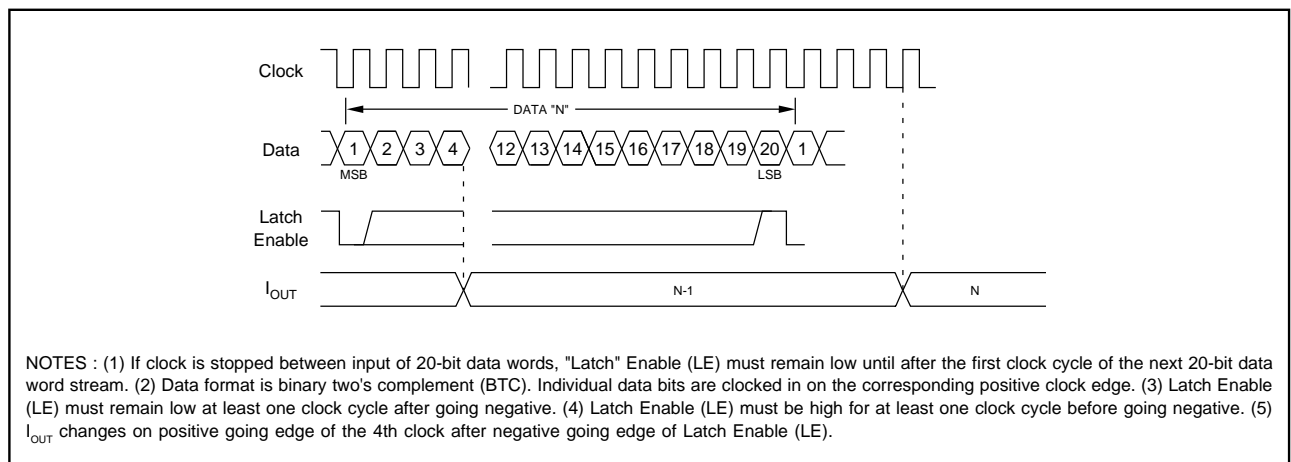 Clock
DATA "N"
Data
1 2 3 4 12 13 14 15 16 17 18 19 20 1
MSB LSB
Latch
Enable
IOUT
N-1 N
NOTES : (1) If clock is stopped between input of 20-bit data words, "Latch" Enable (LE) must remain low until after the first clock cycle of the next 20-bit data
word stream. (2) Data format is binary two's complement (BTC). Individual data bits are clocked in on the corresponding positive clock edge. (3) Latch Enable
(LE) must remain low at least one clock cycle after going negative. (4) Latch Enable (LE) must be high for at least one clock cycle before going negative. (5)
IOUT changes on positive going edge of the 4th clock after negative going edge of Latch Enable (LE).